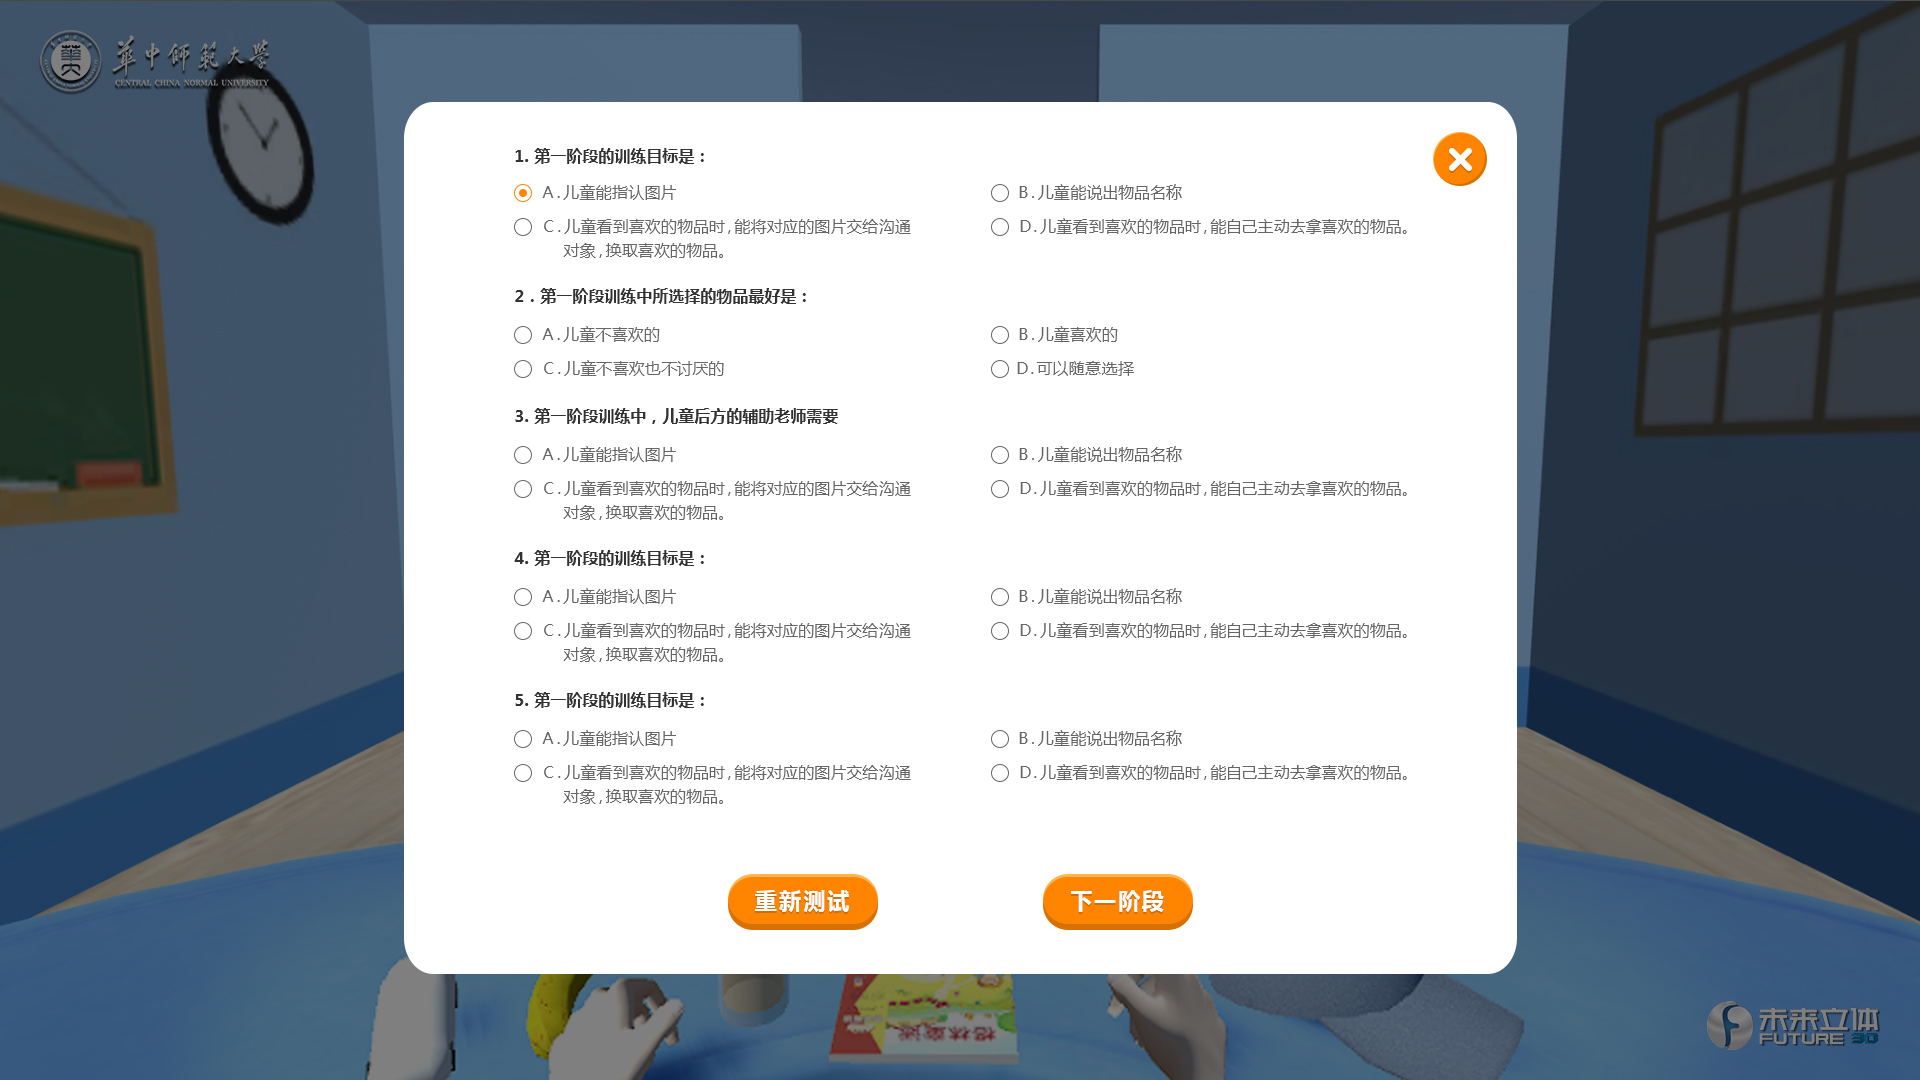 華中師範大学
CENTRAL CHINA NORMAL UNIVERSITY
1. 第一阶段的训练目标是：
A.儿童能指认图片
B.儿童能说出物品名称
C.儿童看到喜欢的物品时,能将对应的图片交给沟通
对象,换取喜欢的物品。
D.儿童看到喜欢的物品时,能自己主动去拿喜欢的物品。
2．第一阶段训练中所选择的物品最好是：
A.儿童不喜欢的
B.儿童喜欢的
C.儿童不喜欢也不讨厌的
D.可以随意选择
3. 第一阶段训练中，儿童后方的辅助老师需要
A.儿童能指认图片
B.儿童能说出物品名称
C.儿童看到喜欢的物品时,能将对应的图片交给沟通
对象,换取喜欢的物品。
D.儿童看到喜欢的物品时,能自己主动去拿喜欢的物品。
4. 第一阶段的训练目标是：
A.儿童能指认图片
B.儿童能说出物品名称
C.儿童看到喜欢的物品时,能将对应的图片交给沟通
对象,换取喜欢的物品。
D.儿童看到喜欢的物品时,能自己主动去拿喜欢的物品。
5. 第一阶段的训练目标是：
A.儿童能指认图片
B.儿童能说出物品名称
C.儿童看到喜欢的物品时,能将对应的图片交给沟通
对象,换取喜欢的物品。
D.儿童看到喜欢的物品时,能自己主动去拿喜欢的物品。
重新测试
下一阶段
格林童话
未来立体
FUTURE 3D